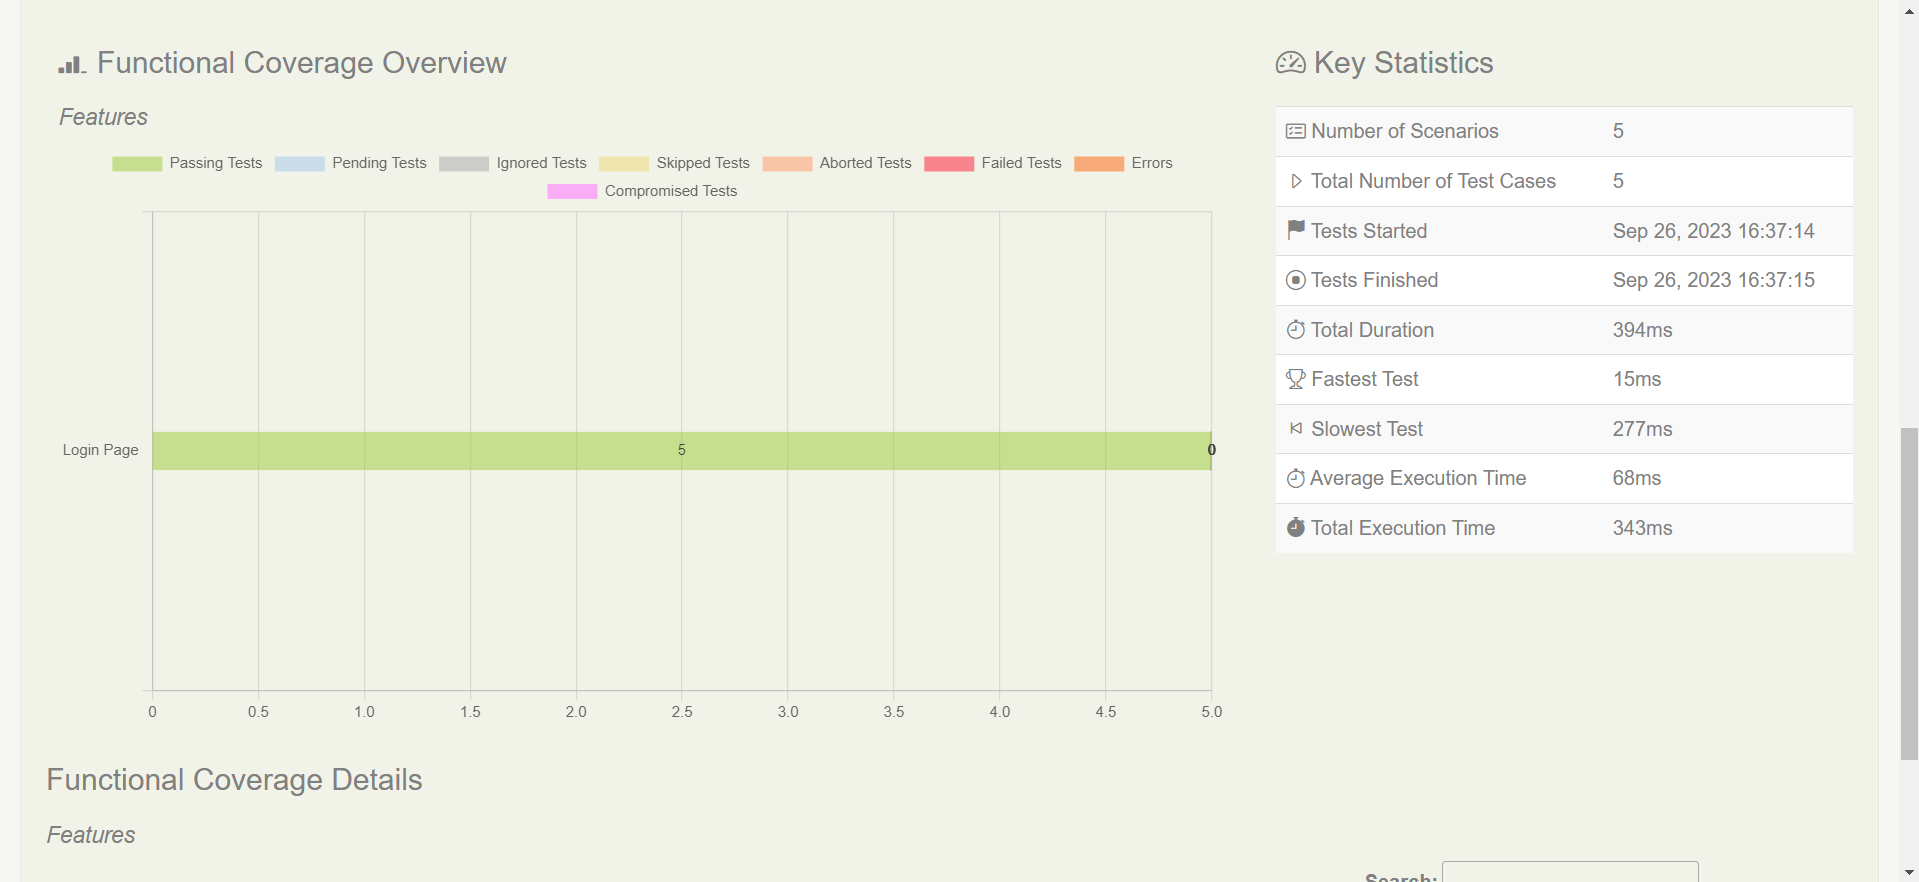 Functional Coverage Overview
Features
Passing Tests Pending Tests Ignored Tests Skipped Tests Aborted Tests Failed Tests Errors
Compromised Tests
Login Page 5 0
0 0.5 1.0 1.5 2.0 2.5 3.0 3.5 4.0 4.5 5.0
Key Statistics
Number of Scenarios 5
Total Number of Test Cases 5
Tests Started Sep 26, 2023 16:37:14
Tests Finished Sep 26, 2023 16:37:15
Total Duration 394ms
Fastest Test 15ms
Slowest Test 277ms
Average Execution Time 68ms
Total Execution Time 343ms
Functional Coverage Details
Features
Search: